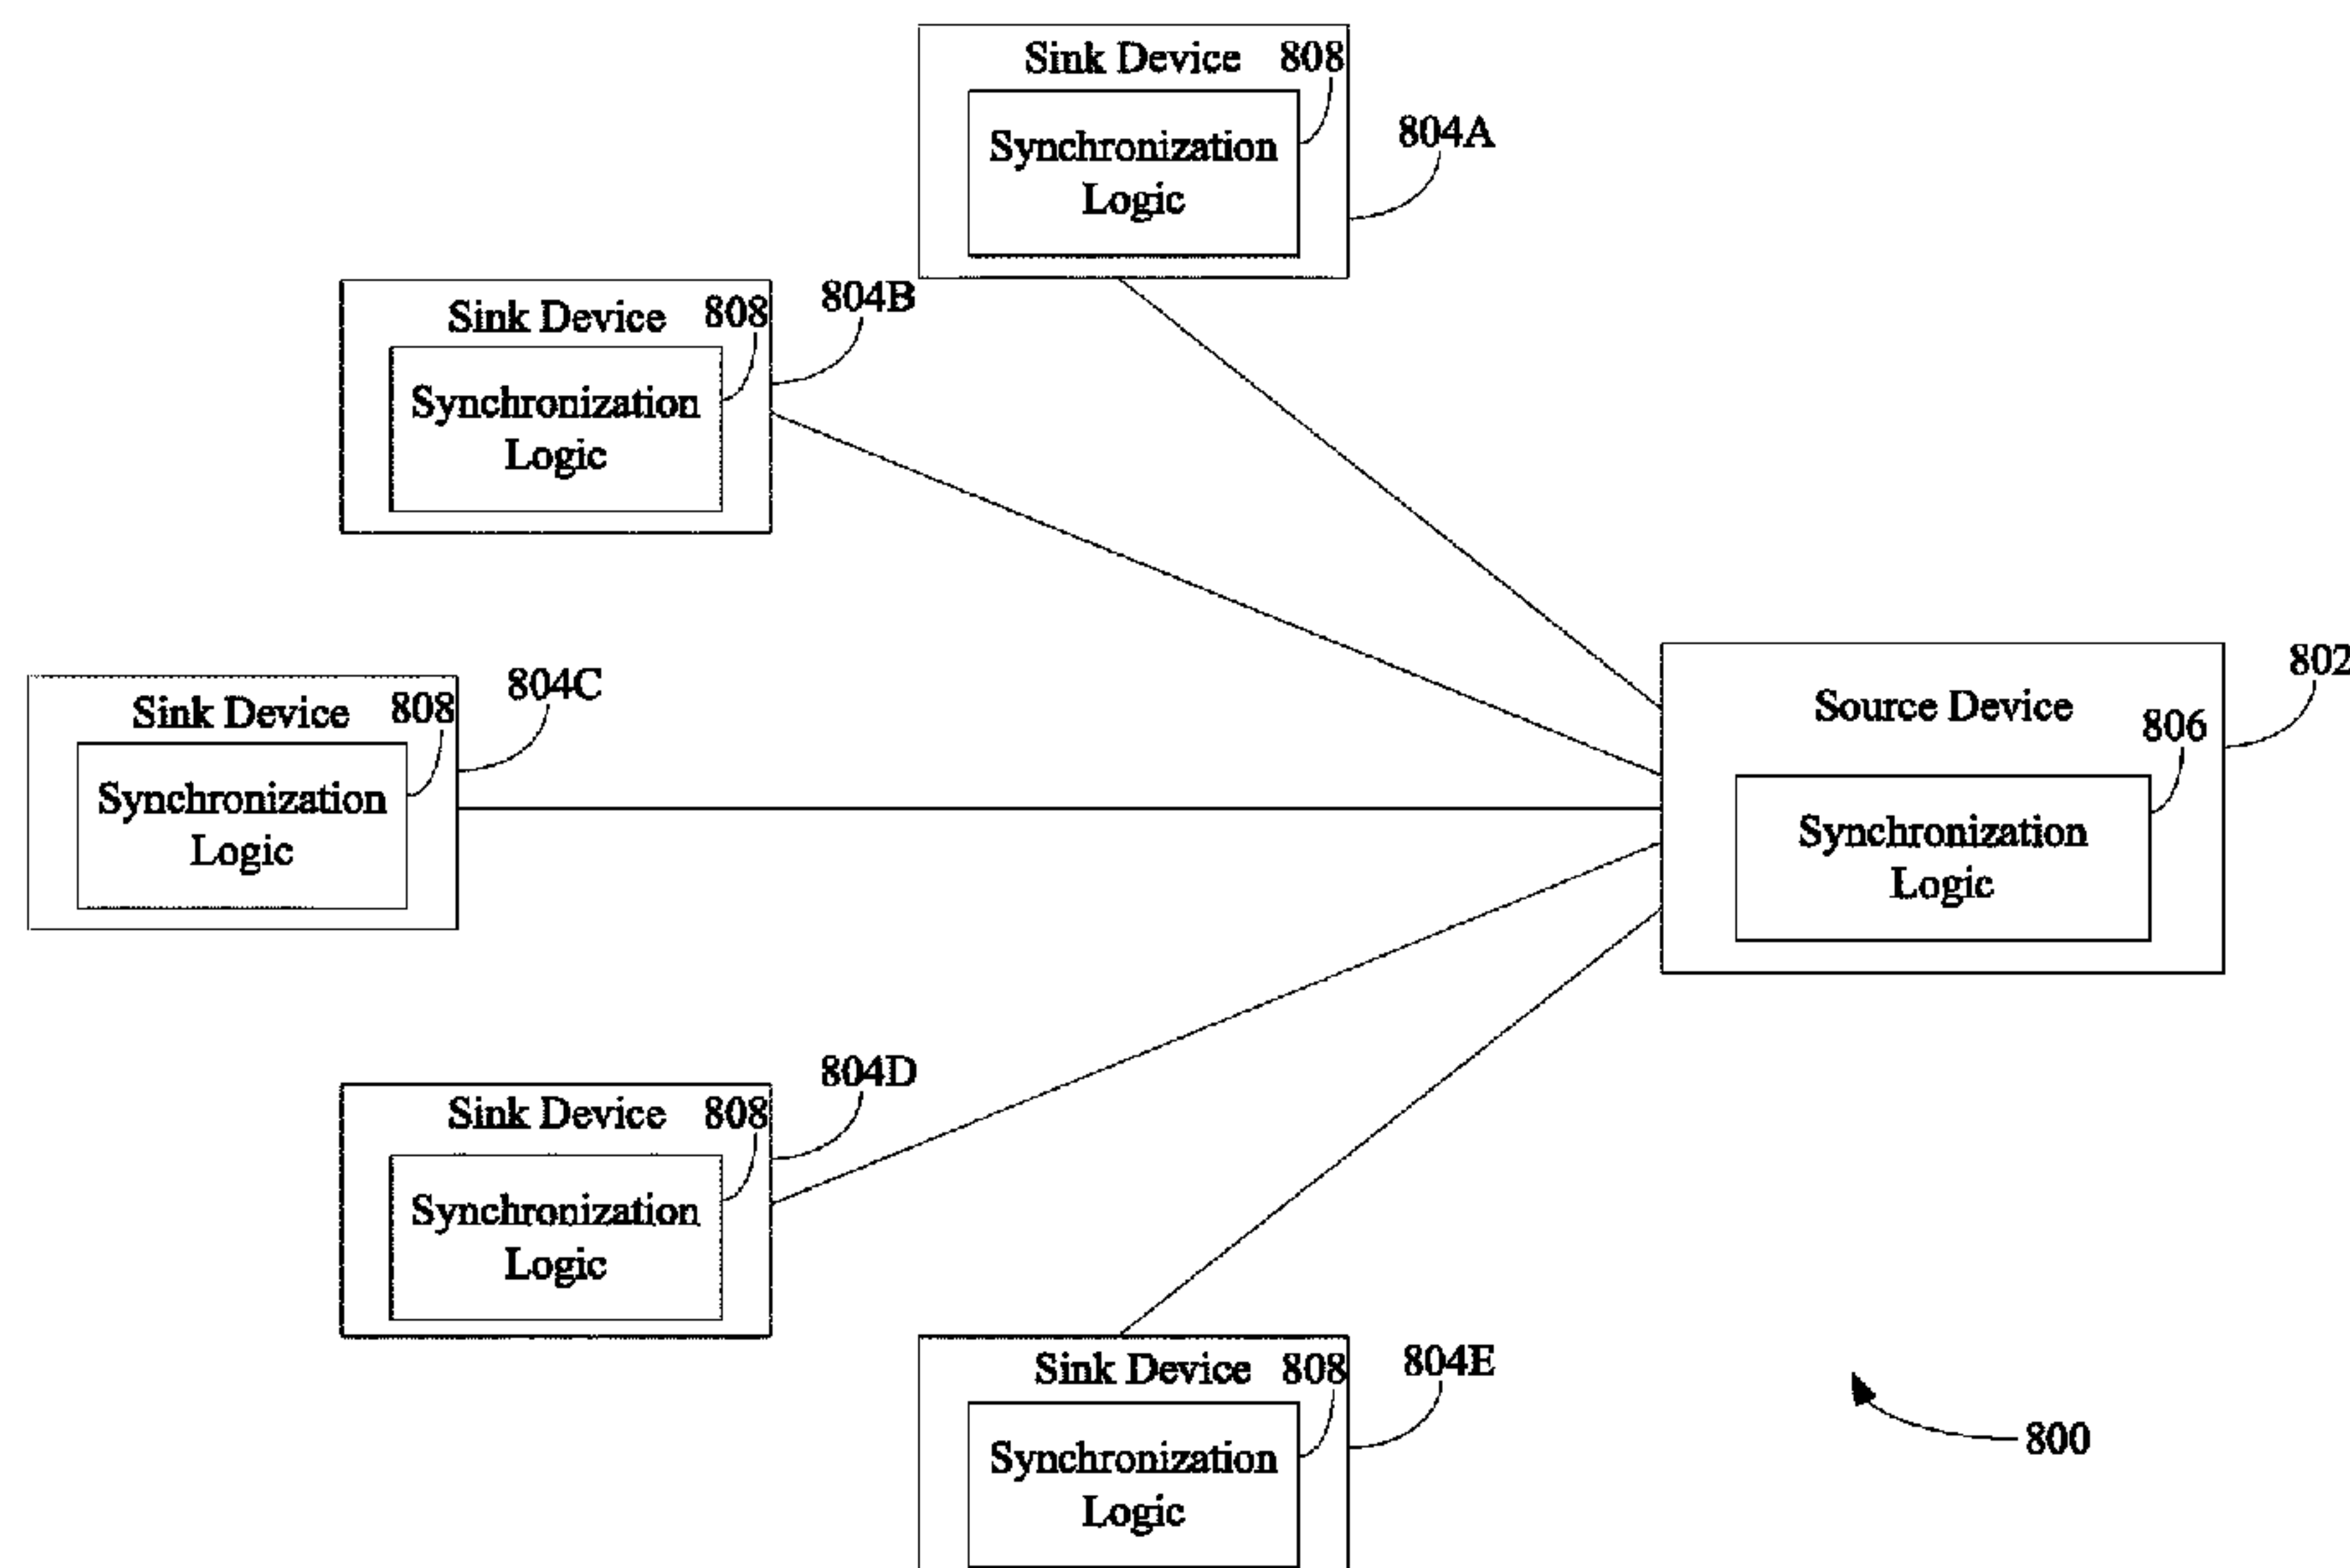 Sink Device 808
Synchronization
Logic
804A
Sink Device 808
Synchronization
Logic
804B
Sink Device 808
Synchronization
Logic
804C
Source Device
802
806
Synchronization
Logic
Sink Device 808
Synchronization
Logic
804D
Sink Device 808
Synchronization
Logic
804E
800